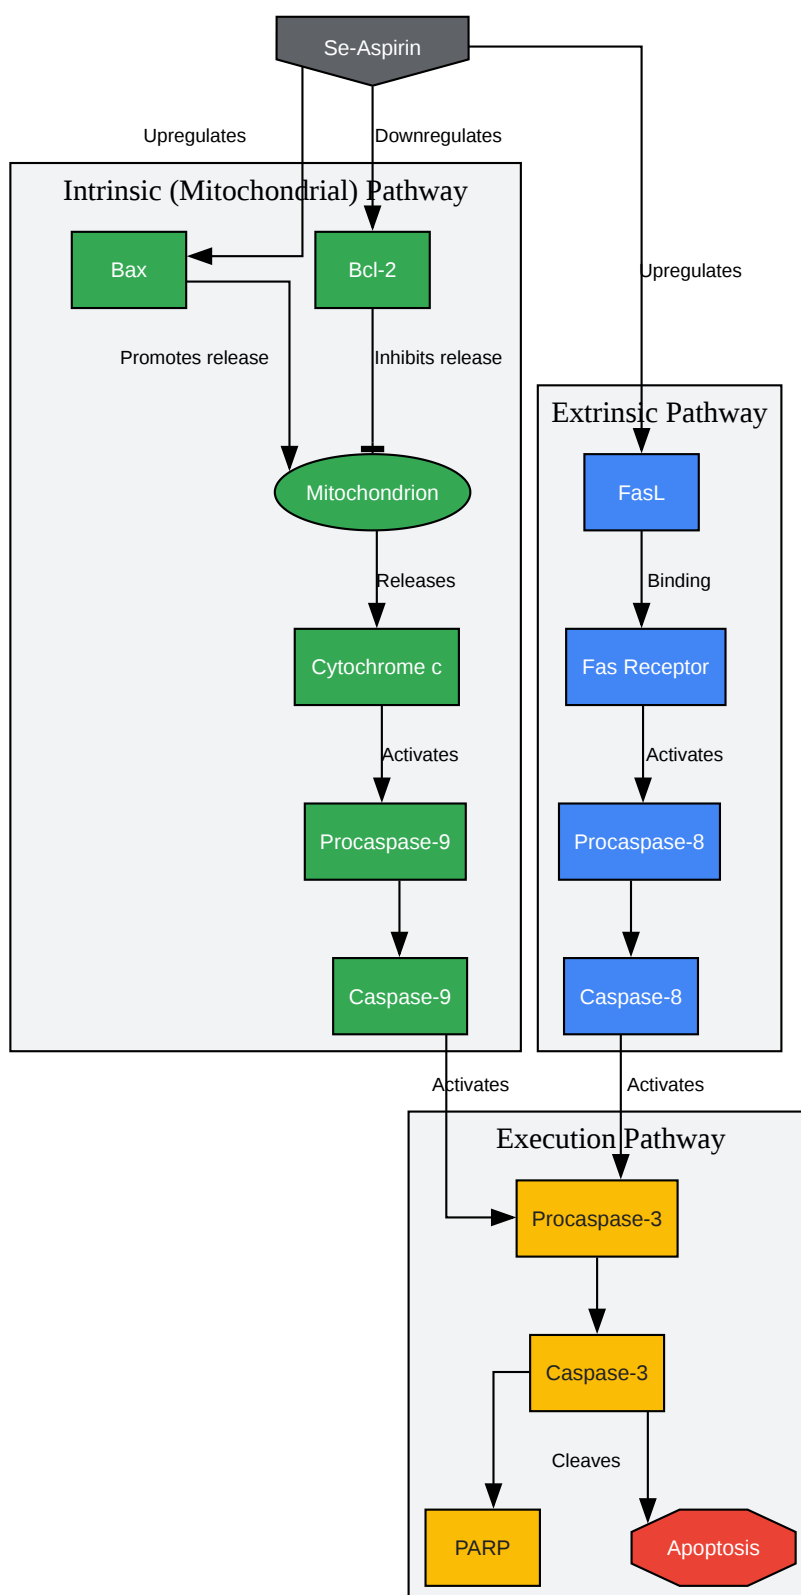 Se-Aspirin
Upregulates
Downregulates
Intrinsic (Mitochondrial) Pathway
Bax
Bcl-2
Upregulates
Promotes release
Inhibits release
Extrinsic Pathway
Mitochondrion
FasL
Releases
Binding
Cytochrome c
Fas Receptor
Activates
Activates
Procaspase-9
Procaspase-8
Caspase-9
Caspase-8
Activates
Activates
Execution Pathway
Procaspase-3
Caspase-3
Cleaves
PARP
Apoptosis